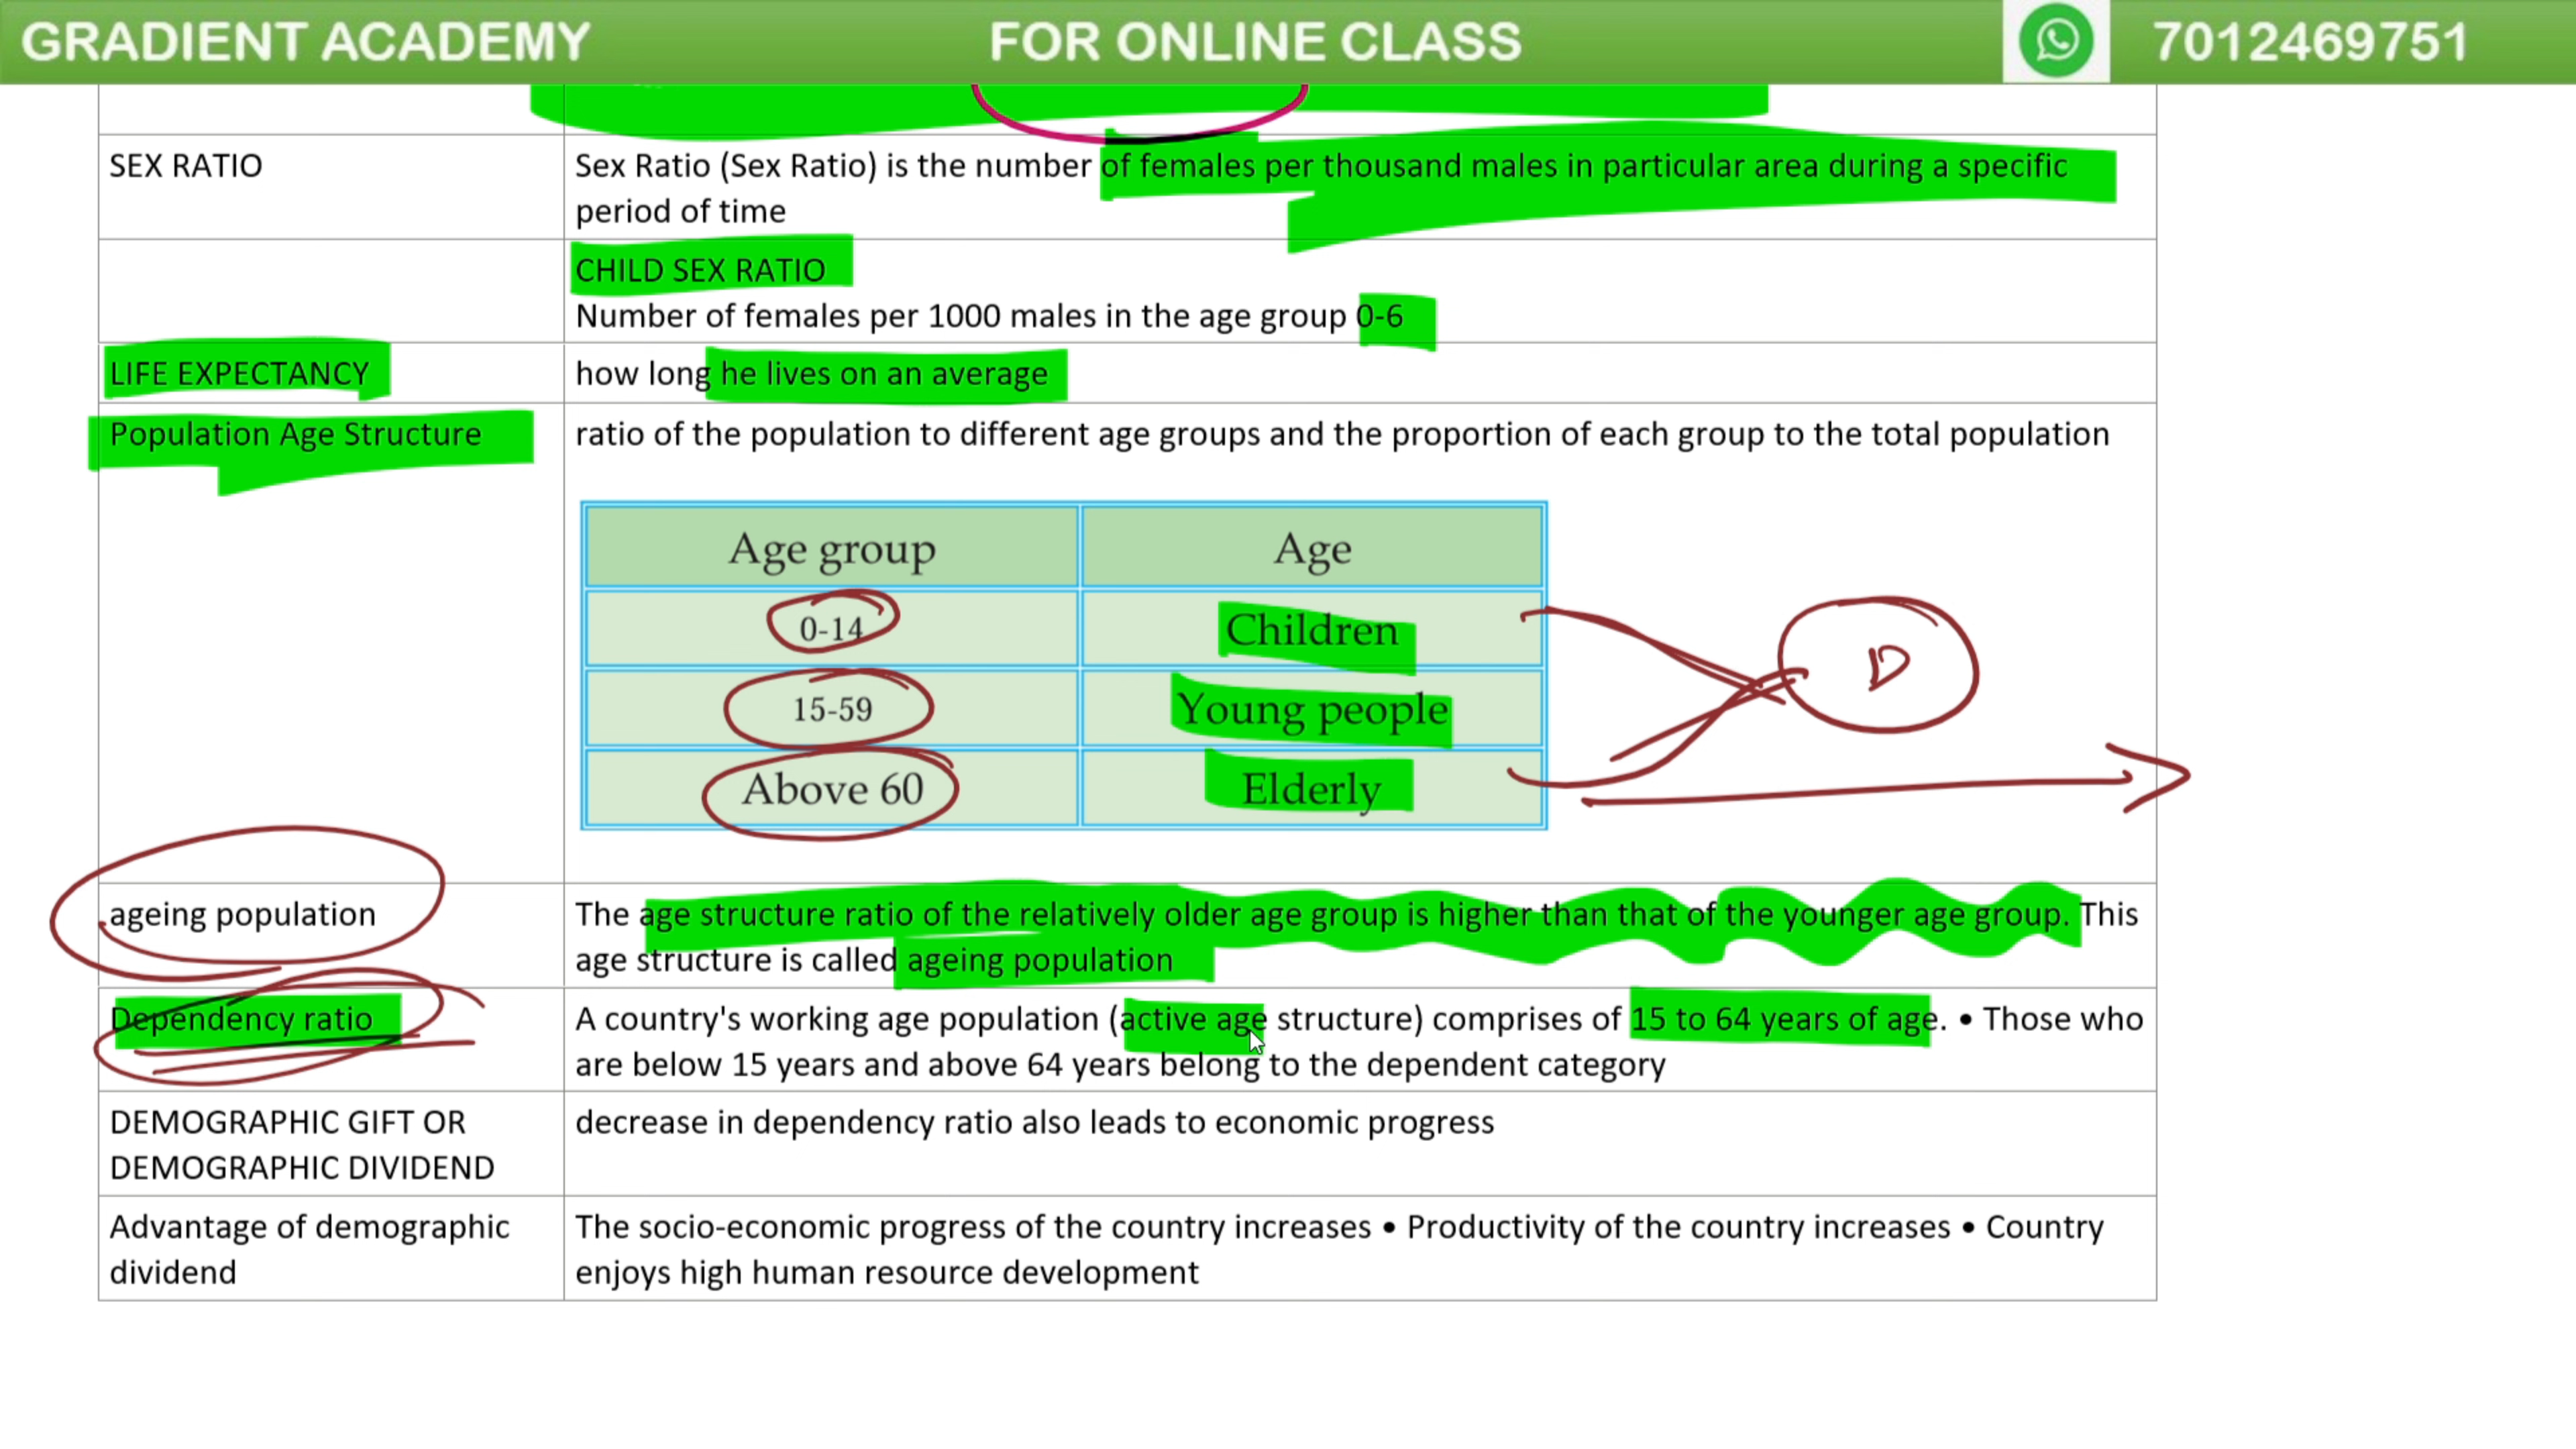 GRADIENT ACADEMY FOR ONLINE CLASS 7012469751
SEX RATIO
Sex Ratio (Sex Ratio) is the number of females per thousand males in particular area during a specific
period of time
CHILD SEX RATIO
Number of females per 1000 males in the age group 0-6
LIFE EXPECTANCY
how long he lives on an average
Population Age Structure
ratio of the population to different age groups and the proportion of each group to the total population
Age group Age
0-14 Children
15-59 Young people
Above 60 Elderly
D
ageing population
The age structure ratio of the relatively older age group is higher than that of the younger age group. This
age structure is called ageing population
Dependency ratio
A country's working age population (active age structure) comprises of 15 to 64 years of age. • Those who
are below 15 years and above 64 years belong to the dependent category
DEMOGRAPHIC GIFT OR
DEMOGRAPHIC DIVIDEND
decrease in dependency ratio also leads to economic progress
Advantage of demographic
dividend
The socio-economic progress of the country increases • Productivity of the country increases • Country
enjoys high human resource development